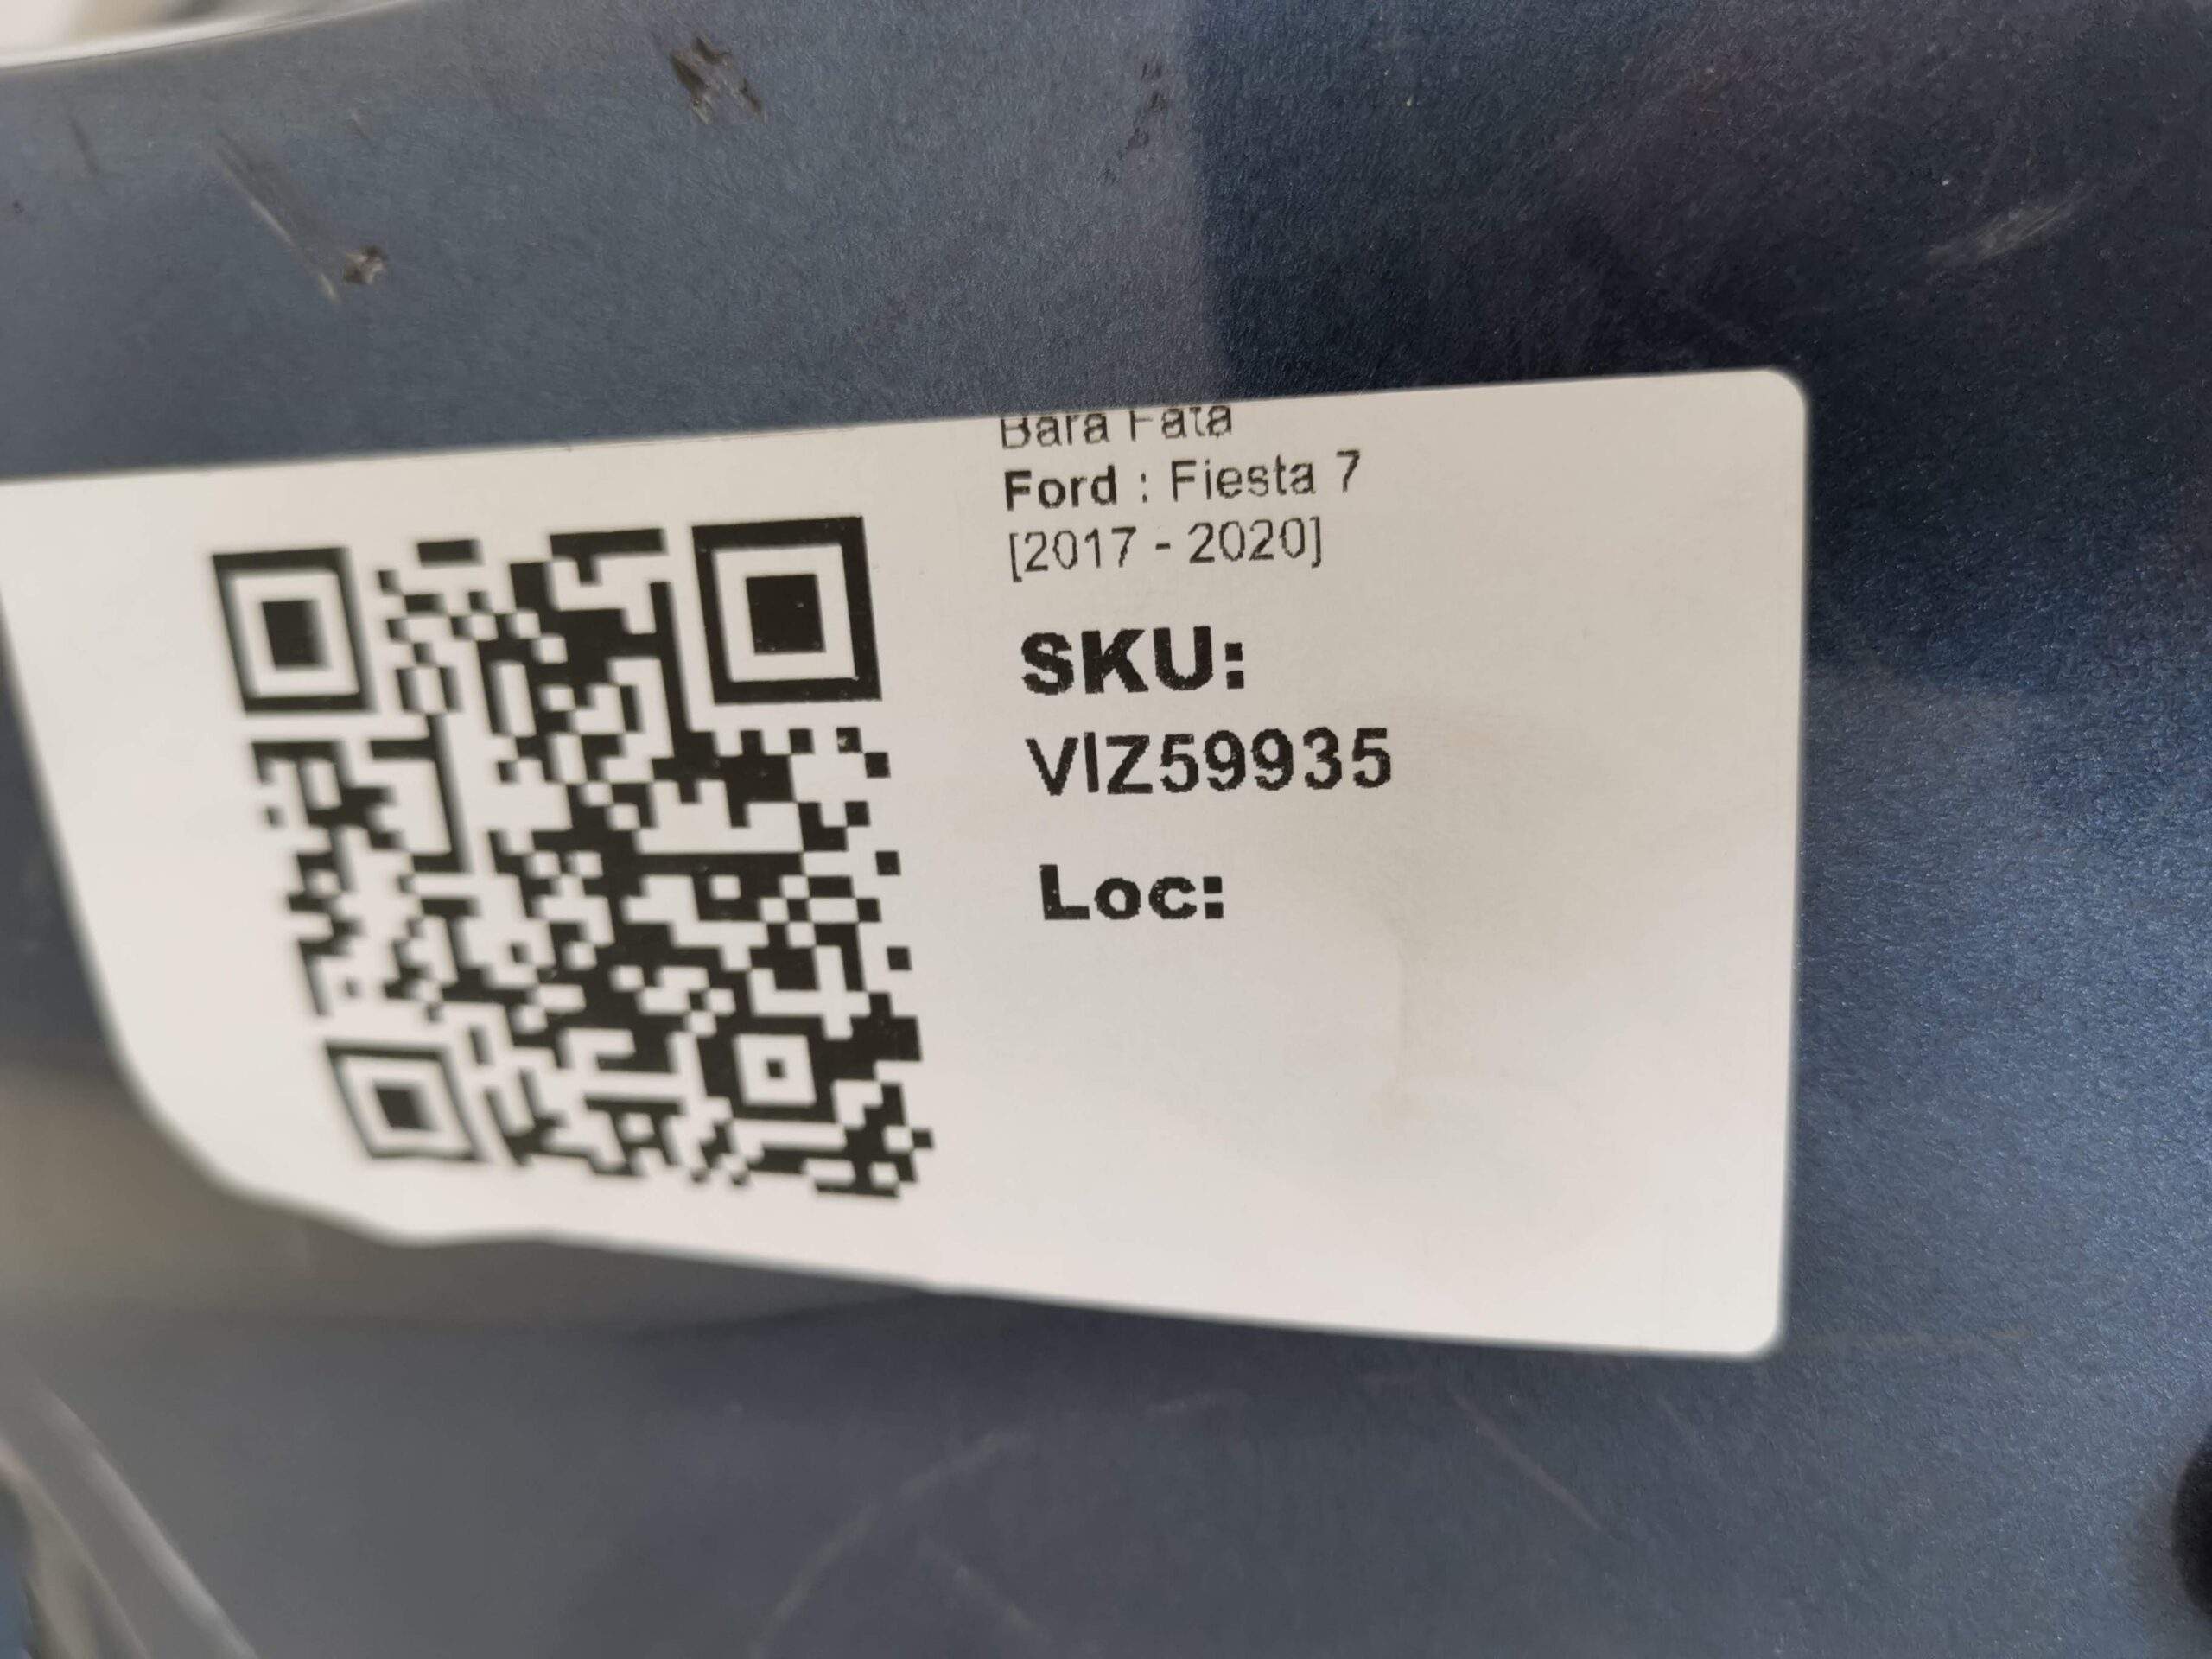 Bara Fata
Ford : Fiesta 7
[2017 - 2020]
SKU:
VIZ59935
Loc: